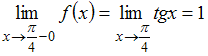 lim f(x) = lim tgx = 1
x→π/4−0 x→π/4